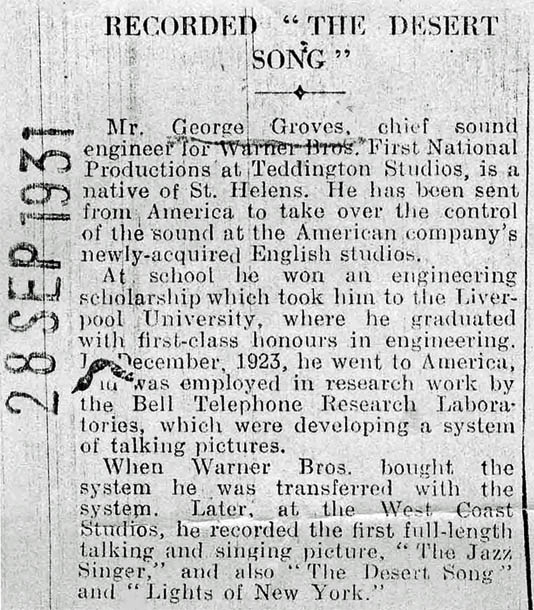 RECORDED "THE DESERT
SONG"
Mr. George Groves, chief sound
engineer for Warner Bros. First National
Productions at Teddington Studios, is a
native of St. Helens. He has been sent
from America to take over the control
of the sound at the American company's
newly-acquired English studios.
At school he won an engineering
scholarship which took him to the Liver-
pool University, where he graduated
with first-class honours in engineering.
December, 1923, he went to America,
was employed in research work by
the Bell Telephone Research Labora-
tories, which were developing a system
of talking pictures.
When Warner Bros. bought the
system he was transferred with the
system. Later, at the West Coast
Studios, he recorded the first full-length
talking and singing picture, "The Jazz
Singer," and also "The Desert Song"
and "Lights of New York."
28 SEP 1931